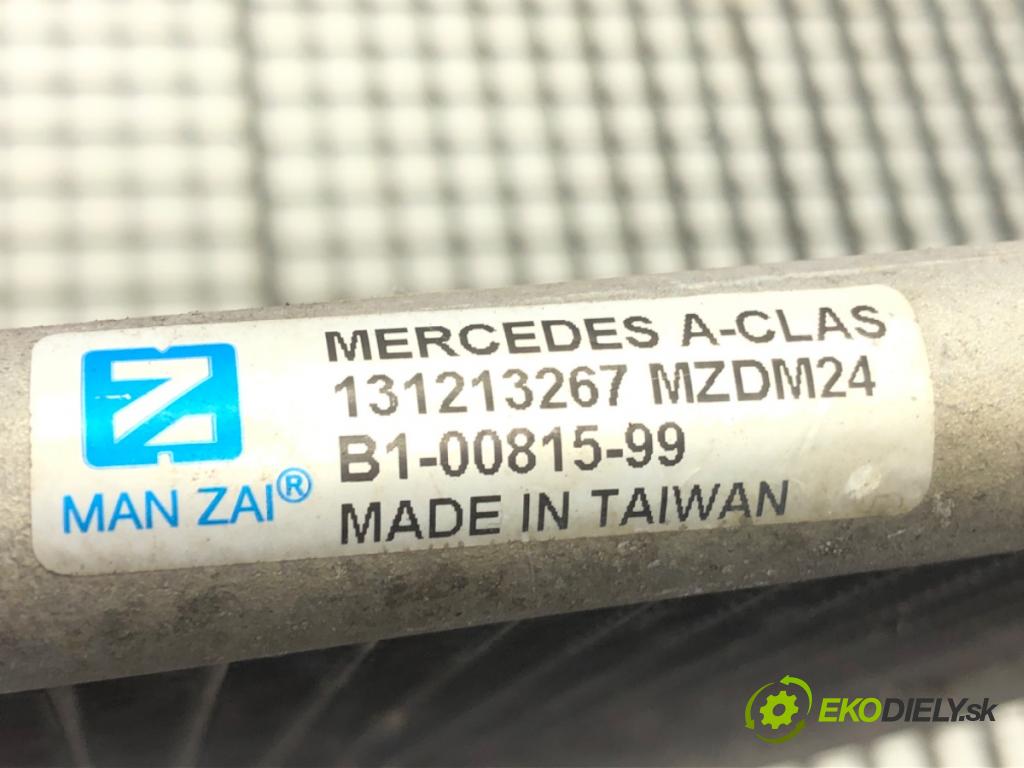 MERCEDES A-CLAS
131213267 MZDM24
B1-00815-99
MADE IN TAIWAN
MAN ZAI®
EKODIELY.sk